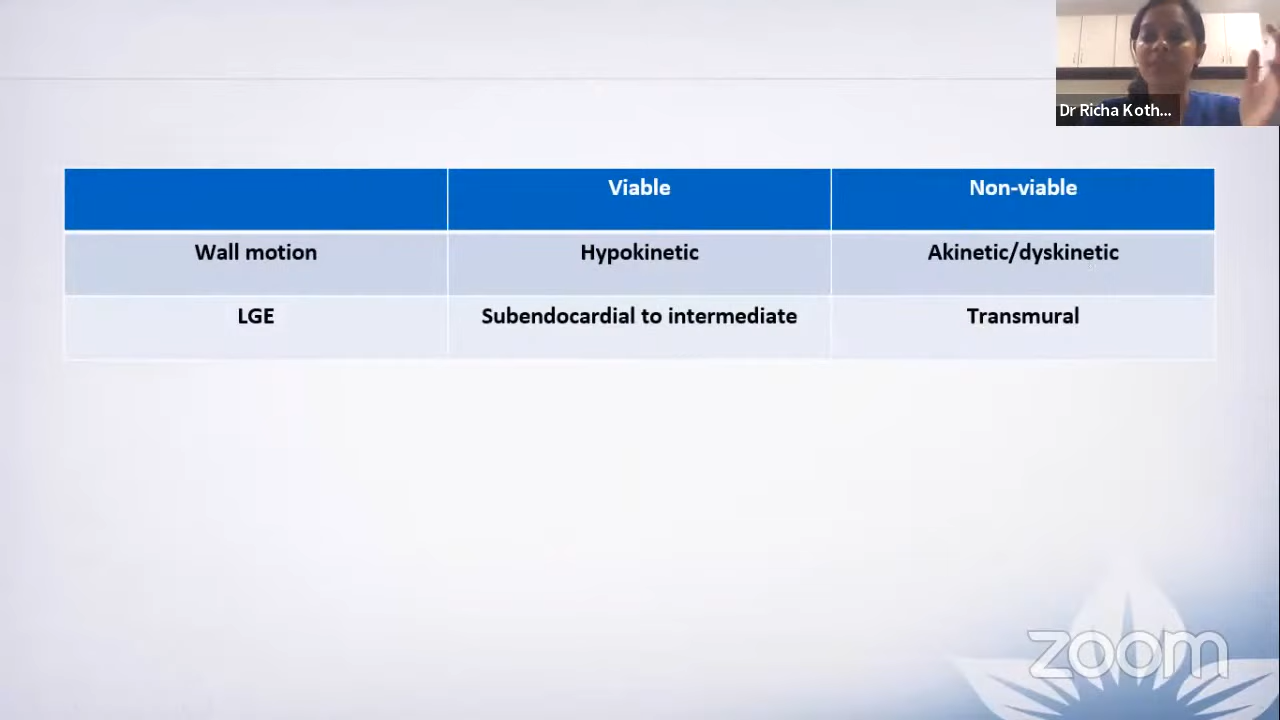 Dr Richa Koth...
Viable Non-viable
Wall motion Hypokinetic Akinetic/dyskinetic
LGE Subendocardial to intermediate Transmural
zoom